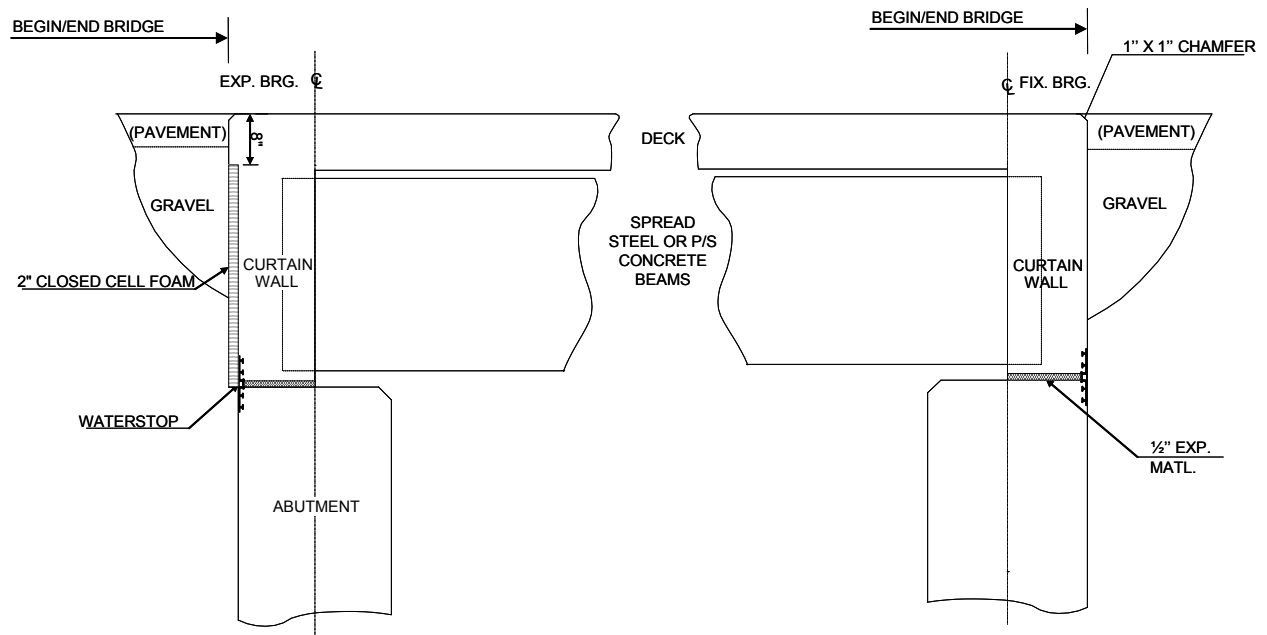 BEGIN/END BRIDGE
EXP. BRG. ℄
(PAVEMENT)
8"
GRAVEL
2" CLOSED CELL FOAM
CURTAIN
WALL
WATERSTOP
ABUTMENT
DECK
SPREAD
STEEL OR P/S
CONCRETE
BEAMS
BEGIN/END BRIDGE
1’’ X 1’’ CHAMFER
℄ FIX. BRG.
(PAVEMENT)
GRAVEL
CURTAIN
WALL
½’’ EXP.
MATL.